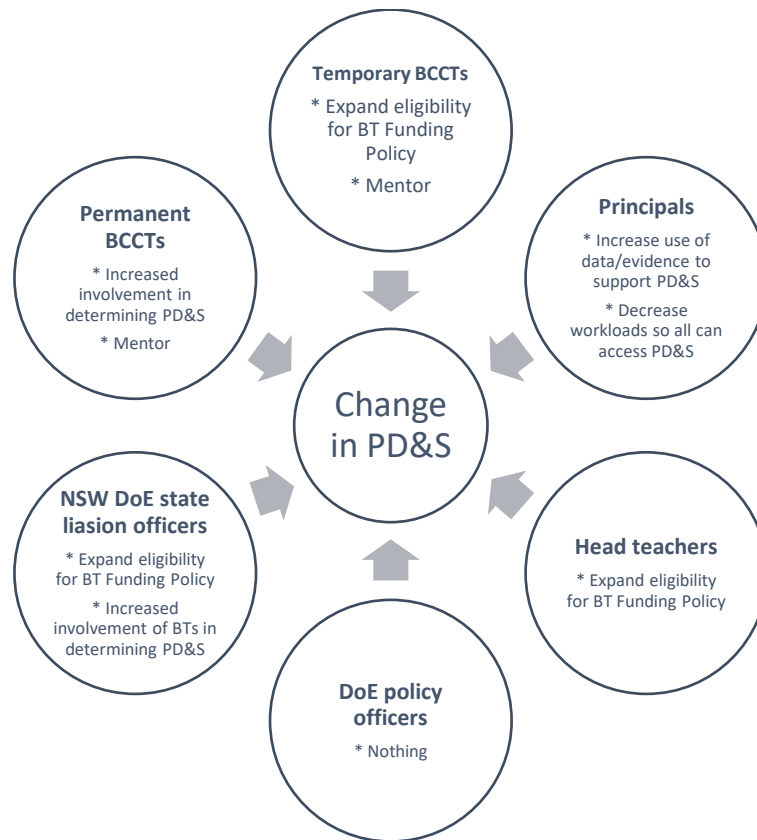 Temporary BCCTs
* Expand eligibility
for BT Funding
Policy
* Mentor
Principals
* Increase use of
data/evidence to
support PD&S
* Decrease
workloads so all can
access PD&S
Head teachers
* Expand eligibility
for BT Funding Policy
DoE policy
officers
* Nothing
NSW DoE state
liasion officers
* Expand eligibility
for BT Funding Policy
* Increased
involvement of BTs in
determining PD&S
Permanent
BCCTs
* Increased
involvement in
determining PD&S
* Mentor
Change
in PD&S